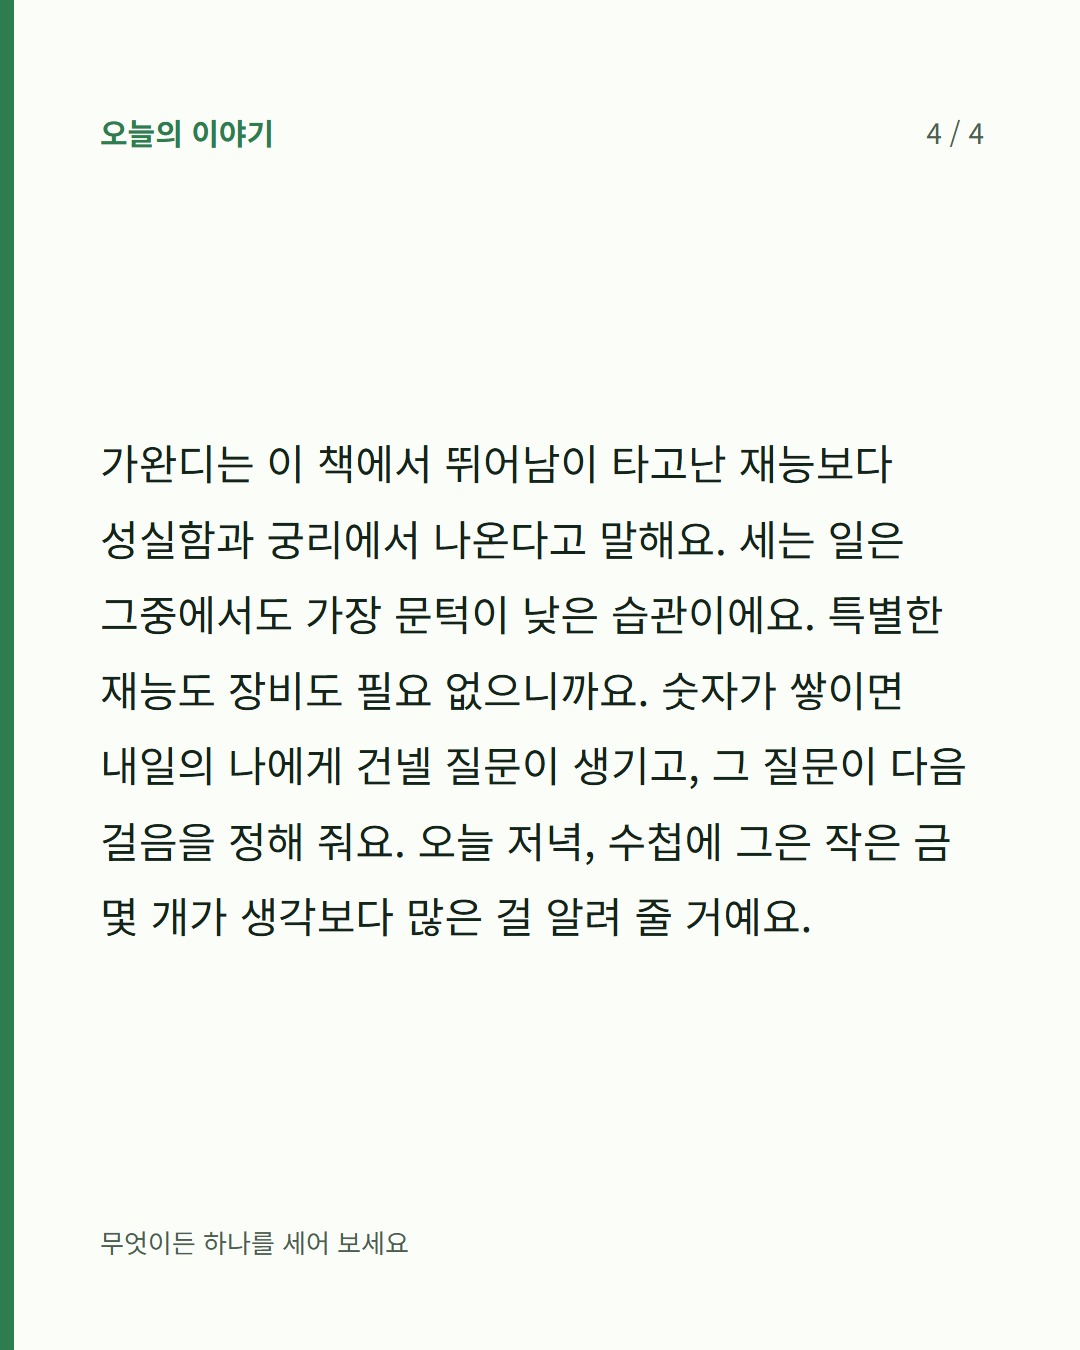 오늘의 이야기
4 / 4
가완디는 이 책에서 뛰어남이 타고난 재능보다
성실함과 궁리에서 나온다고 말해요. 세는 일은
그중에서도 가장 문턱이 낮은 습관이에요. 특별한
재능도 장비도 필요 없으니까요. 숫자가 쌓이면
내일의 나에게 건넬 질문이 생기고, 그 질문이 다음
걸음을 정해 줘요. 오늘 저녁, 수첩에 그은 작은 금
몇 개가 생각보다 많은 걸 알려 줄 거예요.
무엇이든 하나를 세어 보세요